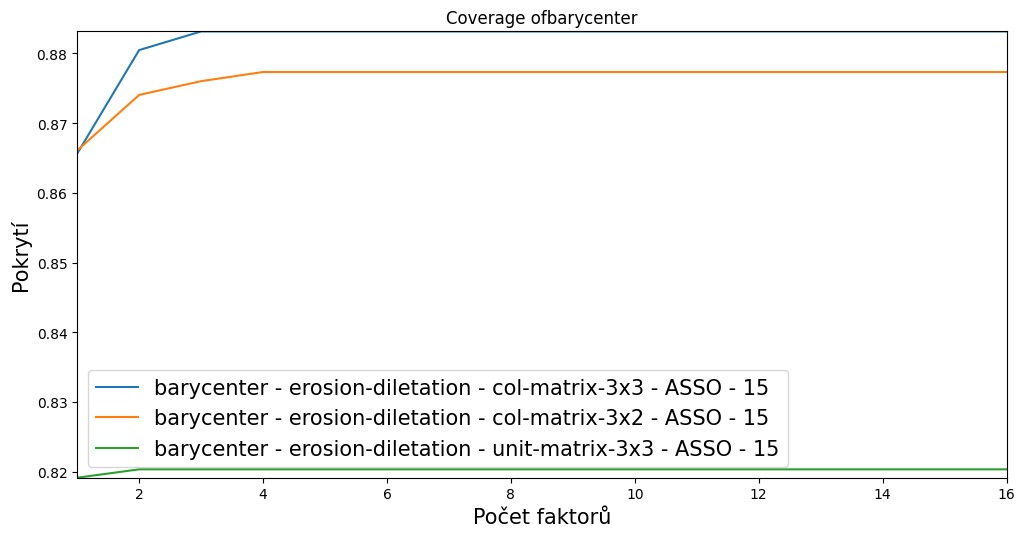 Coverage ofbarycenter
0.88
0.87
0.86
0.85
0.84
0.83
0.82
Pokrytí
barycenter - erosion-diletation - col-matrix-3x3 - ASSO - 15
barycenter - erosion-diletation - col-matrix-3x2 - ASSO - 15
barycenter - erosion-diletation - unit-matrix-3x3 - ASSO - 15
2 4 6 8 10 12 14 16
Počet faktorů